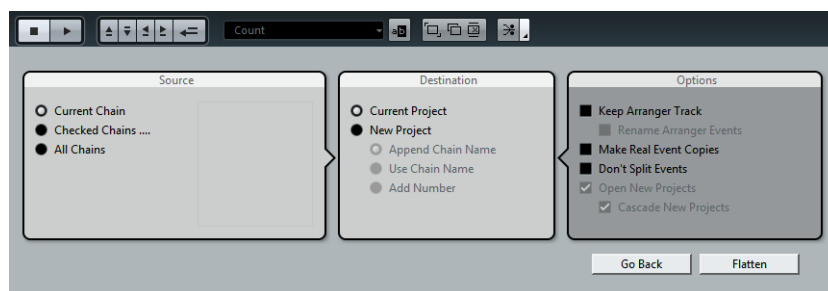 Count
ab
Source
Current Chain
Checked Chains ....
All Chains
Destination
Current Project
New Project
Append Chain Name
Use Chain Name
Add Number
Options
Keep Arranger Track
Rename Arranger Events
Make Real Event Copies
Don't Split Events
Open New Projects
Cascade New Projects
Go Back
Flatten